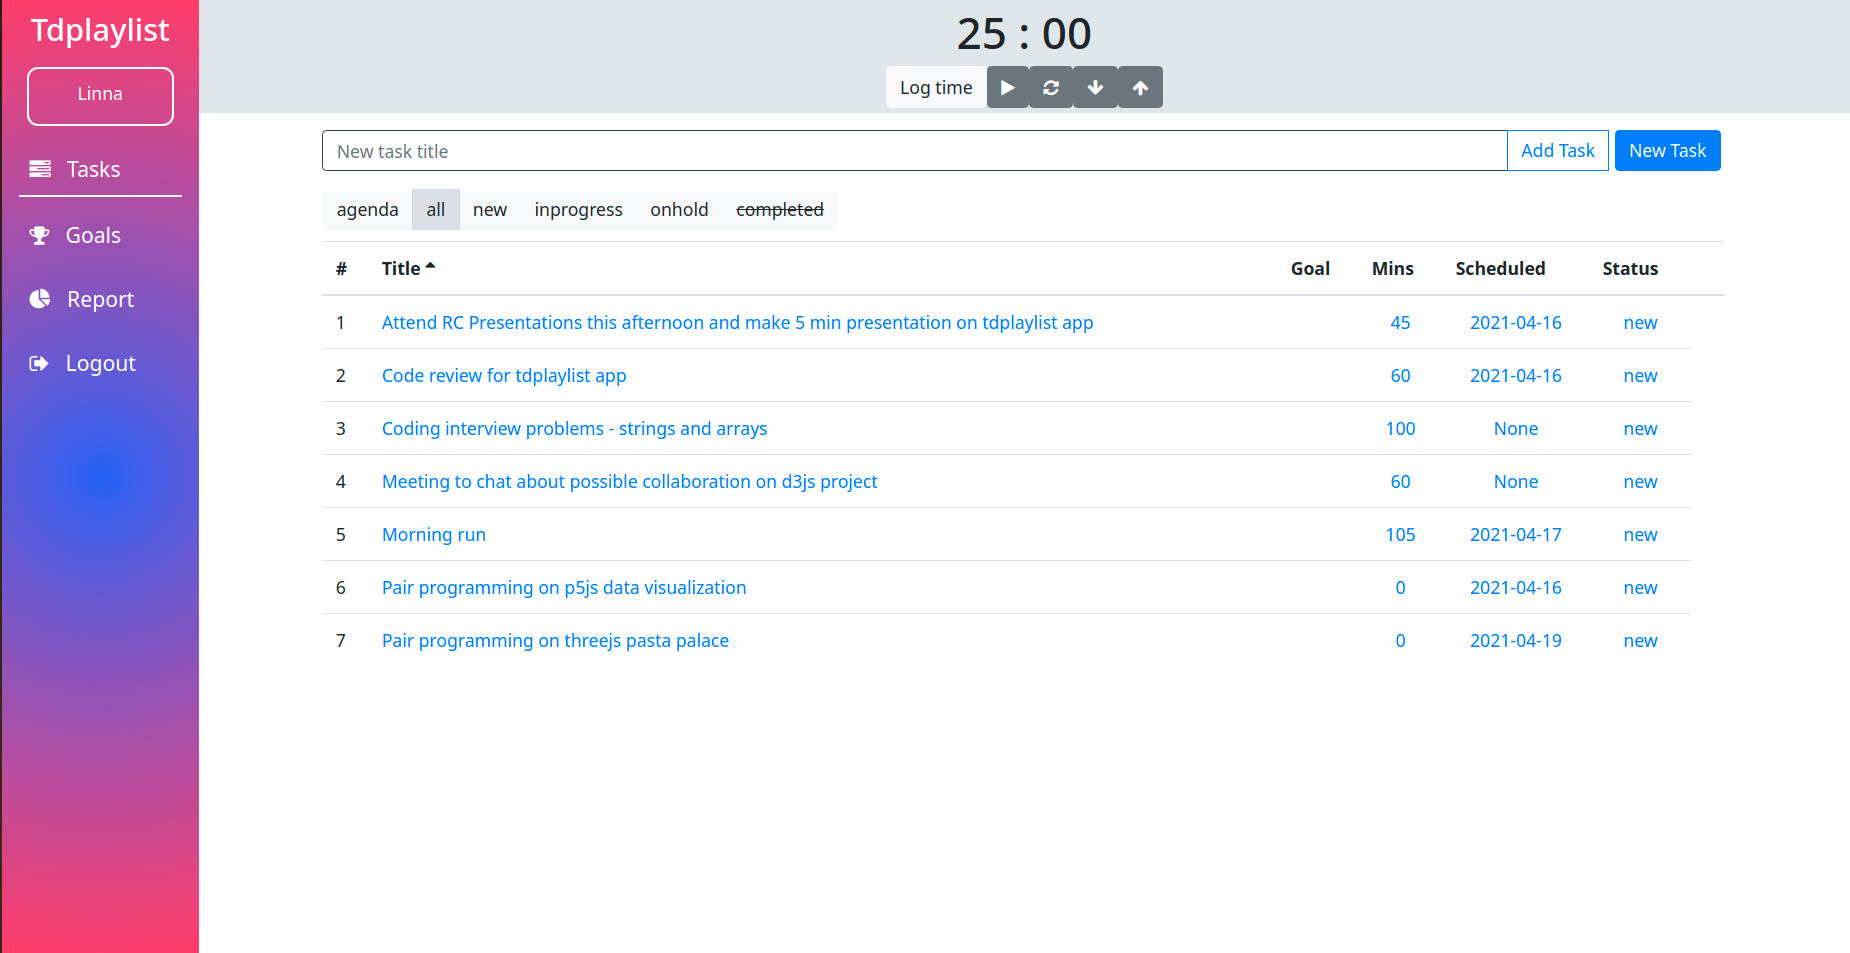 Tdplaylist
Linna
Tasks
Goals
Report
Logout
25 : 00
Log time
New task title Add Task New Task
agenda all new inprogress onhold completed
# Title Goal Mins Scheduled Status
1 Attend RC Presentations this afternoon and make 5 min presentation on tdplaylist app 45 2021-04-16 new
2 Code review for tdplaylist app 60 2021-04-16 new
3 Coding interview problems - strings and arrays 100 None new
4 Meeting to chat about possible collaboration on d3js project 60 None new
5 Morning run 105 2021-04-17 new
6 Pair programming on p5js data visualization 0 2021-04-16 new
7 Pair programming on threejs pasta palace 0 2021-04-19 new